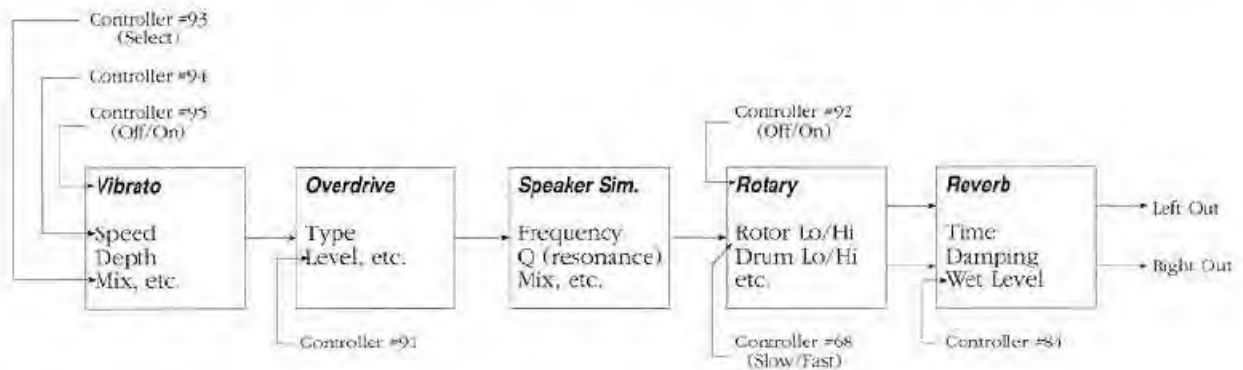 Controller #93
(Select)
Controller #94
Controller #95
(Off/On)
Controller #92
(Off/On)
Vibrato
Speed
Depth
Mix, etc.
Overdrive
Type
Level, etc.
Speaker Sim.
Frequency
Q (resonance)
Mix, etc.
Rotary
Rotor Lo/Hi
Drum Lo/Hi
etc.
Reverb
Time
Damping
Wet Level
Left Out
Right Out
Controller #91
Controller #68
(Slow/Fast)
Controller #84